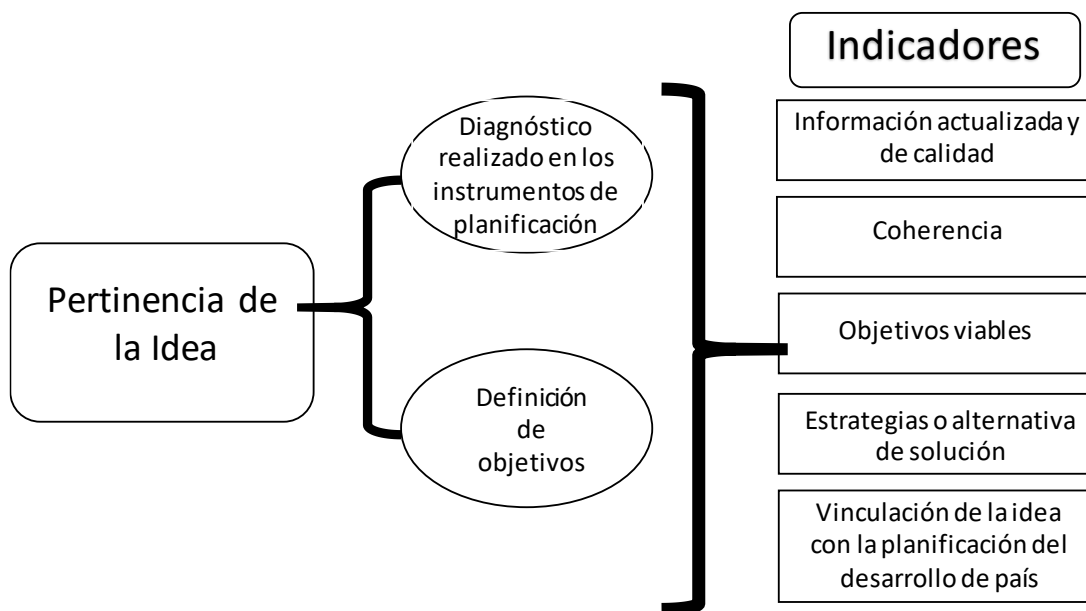 Pertinencia de
la Idea
Diagnóstico
realizado en los
instrumentos de
planificación
Definición
de
objetivos
Indicadores
Información actualizada y
de calidad
Coherencia
Objetivos viables
Estrategias o alternativa
de solución
Vinculación de la idea
con la planificación del
desarrollo de país